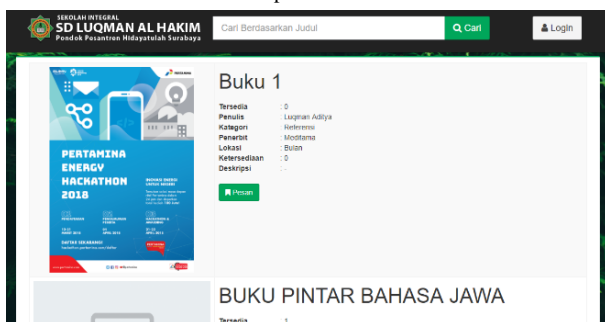 SEKOLAH INTEGRAL
SD LUQMAN AL HAKIM
Pondok Pesantren Hidayatulah Surabaya
Cari Berdasarkan Judul
Cari
Login
Buku 1
Tersedia : 0
Penulis : Luqman Aditya
Kategori : Referensi
Penerbit : Meditama
Lokasi : Bulan
Ketersediaan : 0
Deskripsi : -
Pesan
PERTAMINA
ENERGY
HACKATHON
2018
BUKU PINTAR BAHASA JAWA
Tersedia : 1